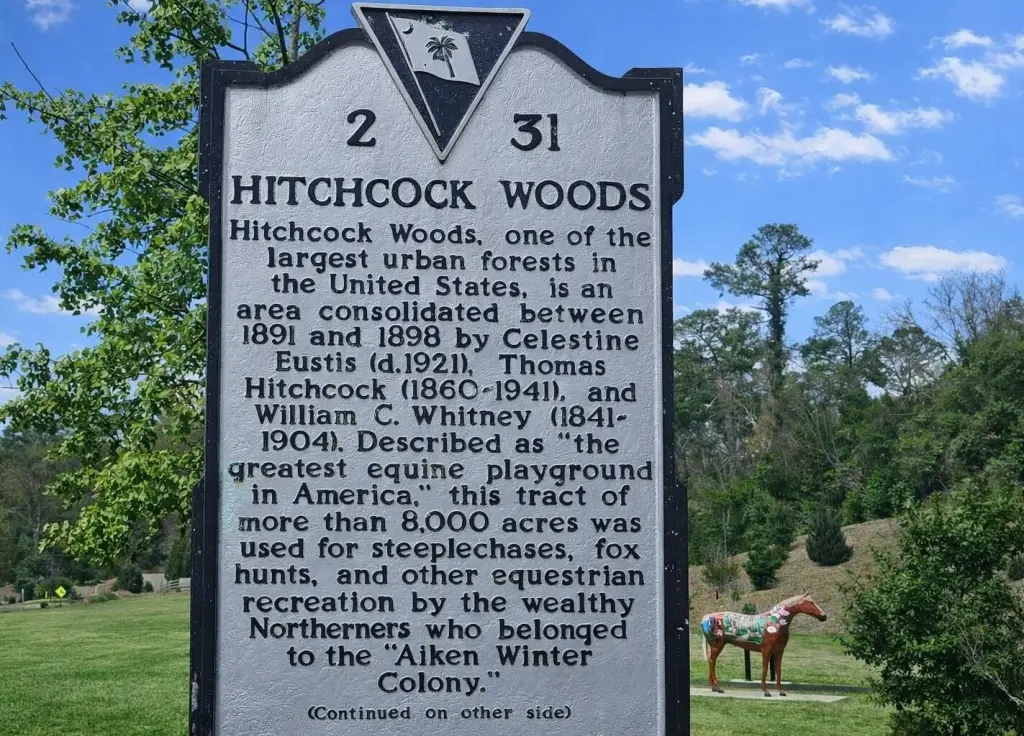 2 31
HITCHCOCK WOODS
Hitchcock Woods, one of the
largest urban forests in
the United States, is an
area consolidated between
1891 and 1898 by Celestine
Eustis (d.1921), Thomas
Hitchcock (1860-1941), and
William C. Whitney (1841-
1904). Described as "the
greatest equine playground
in America," this tract of
more than 8,000 acres was
used for steeplechases, fox
hunts, and other equestrian
recreation by the wealthy
Northerners who belonged
to the "Aiken Winter
Colony."
(Continued on other side)